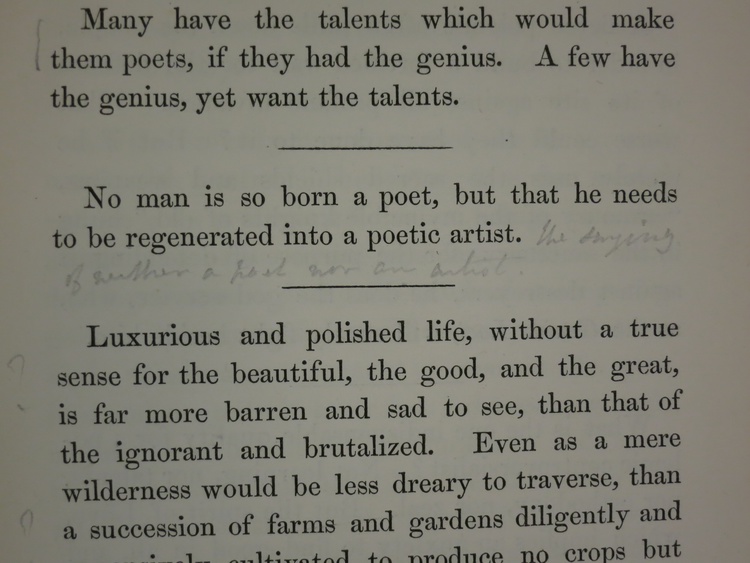 Many have the talents which would make
them poets, if they had the genius. A few have
the genius, yet want the talents.
No man is so born a poet, but that he needs
to be regenerated into a poetic artist. the saying
of neither a poet nor an artist.
Luxurious and polished life, without a true
sense for the beautiful, the good, and the great,
is far more barren and sad to see, than that of
the ignorant and brutalized. Even as a mere
wilderness would be less dreary to traverse, than
a succession of farms and gardens diligently and
cultivated to produce no crops but